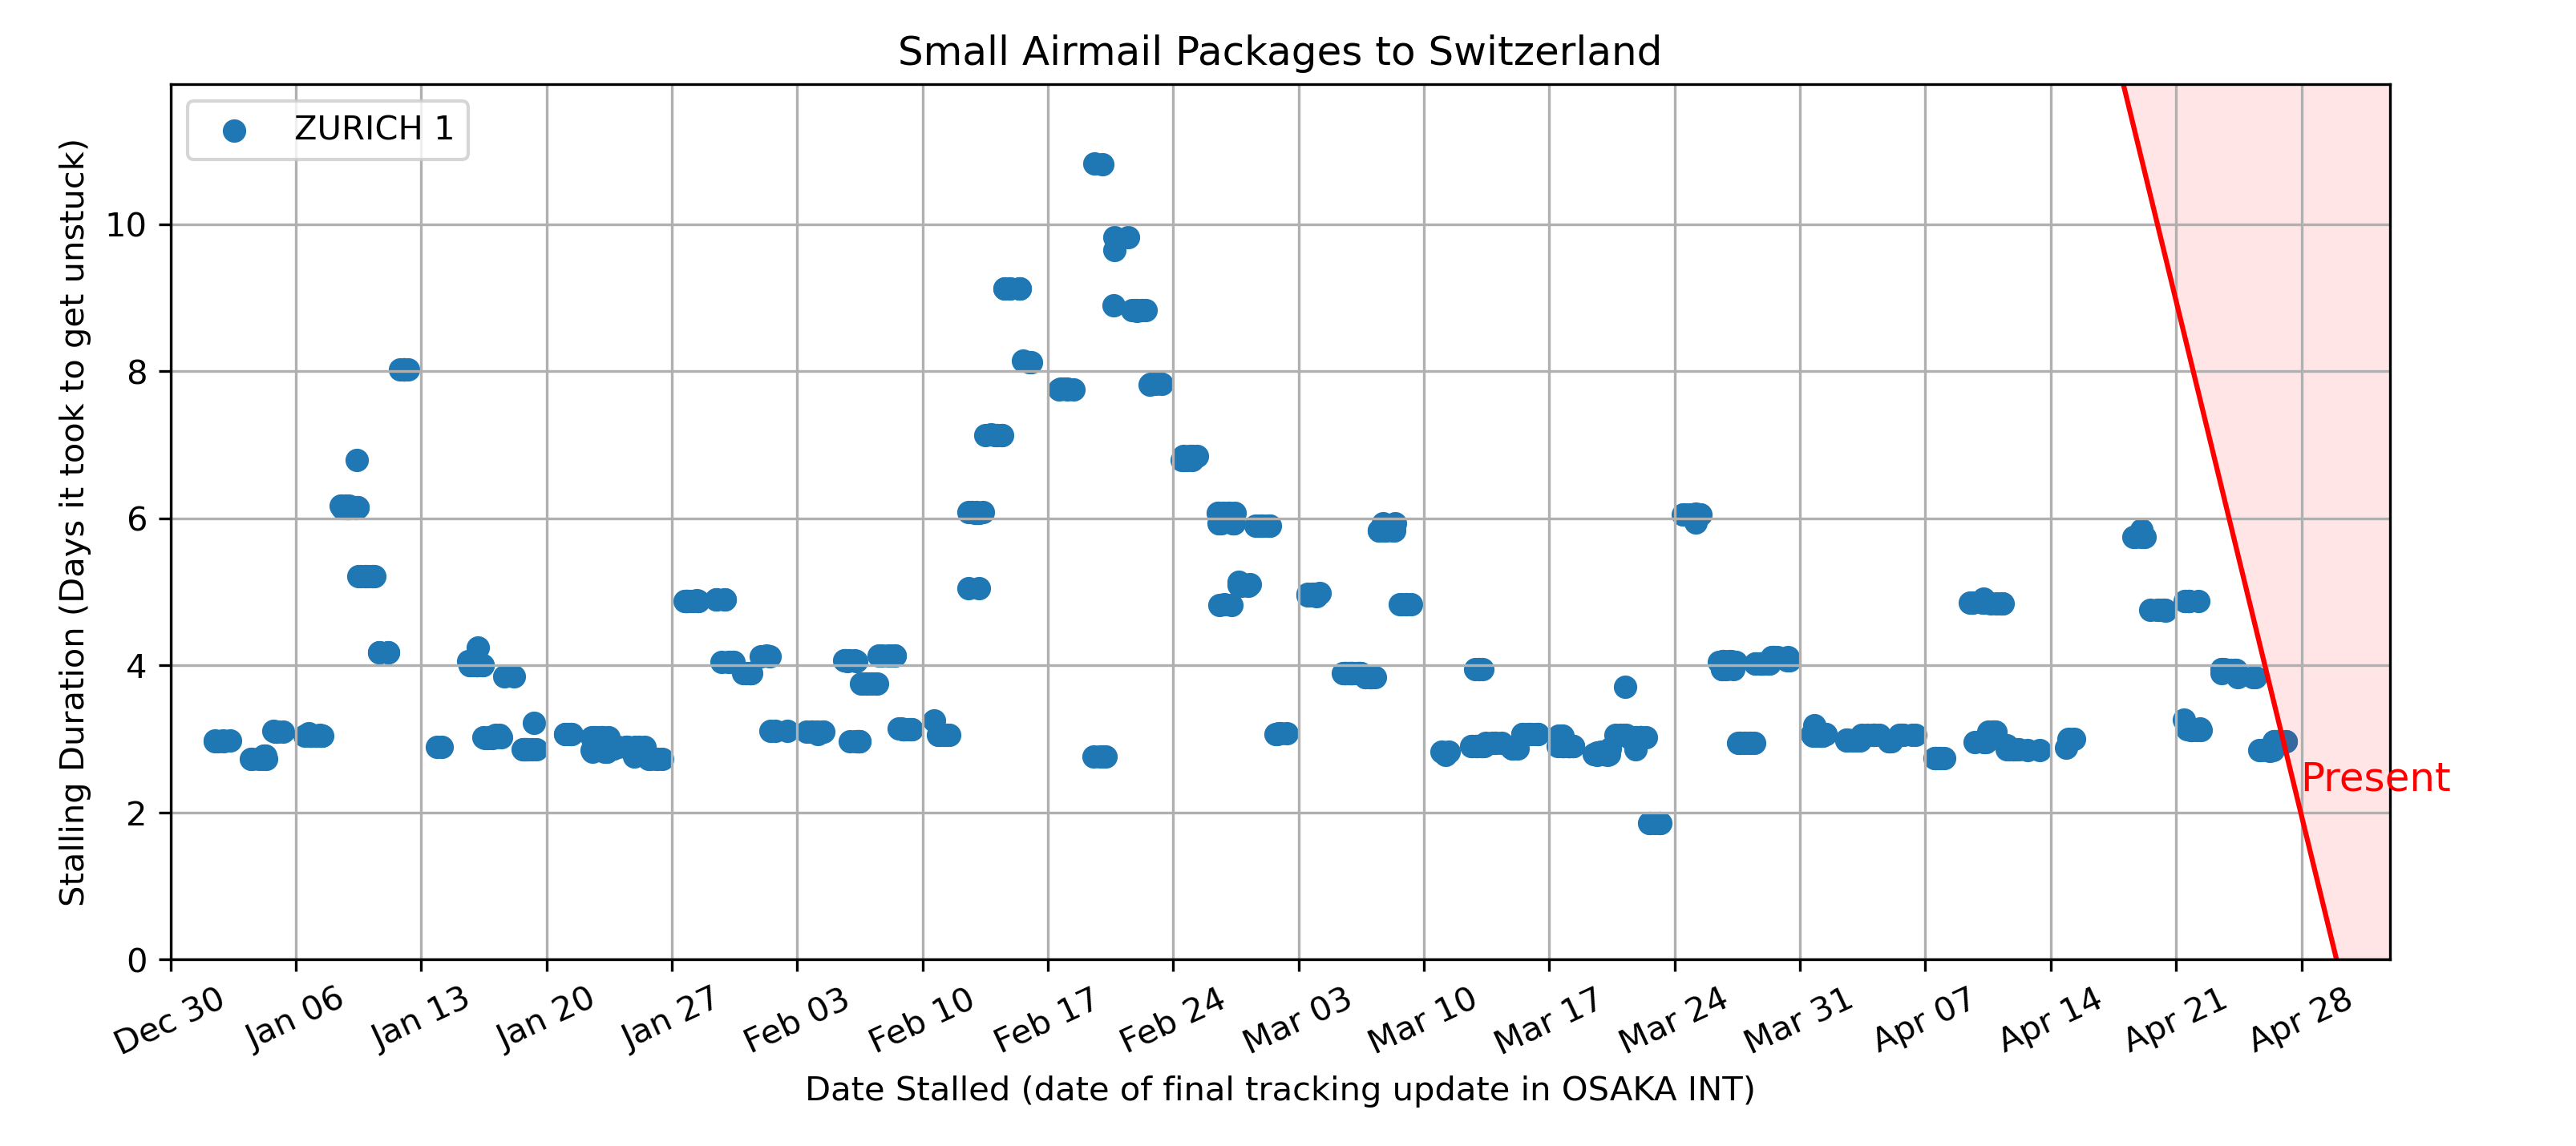 Small Airmail Packages to Switzerland
ZURICH 1
Stalling Duration (Days it took to get unstuck)
10
8
6
4
2
0
Present
Dec 30
Jan 06
Jan 13
Jan 20
Jan 27
Feb 03
Feb 10
Feb 17
Feb 24
Mar 03
Mar 10
Mar 17
Mar 24
Mar 31
Apr 07
Apr 14
Apr 21
Apr 28
Date Stalled (date of final tracking update in OSAKA INT)